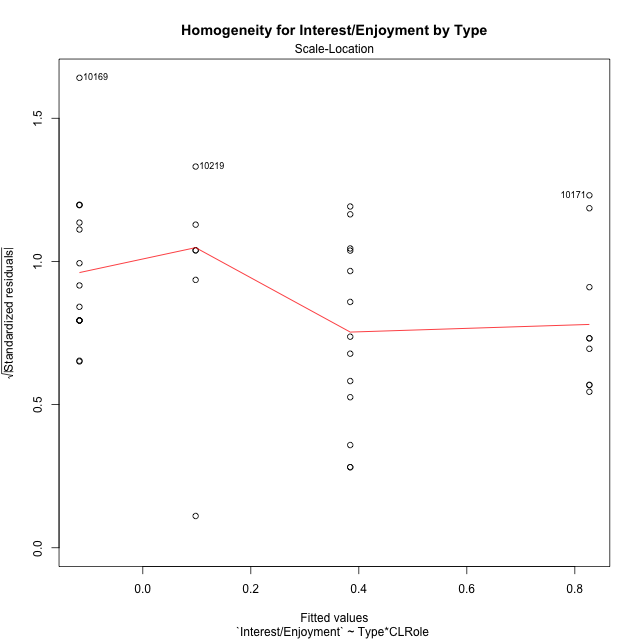 Homogeneity for Interest/Enjoyment by Type
Scale-Location
10169
10219
10171
1.5
1.0
0.5
0.0
√|Standardized residuals|
0.0 0.2 0.4 0.6 0.8
Fitted values
`Interest/Enjoyment` ~ Type*CLRole